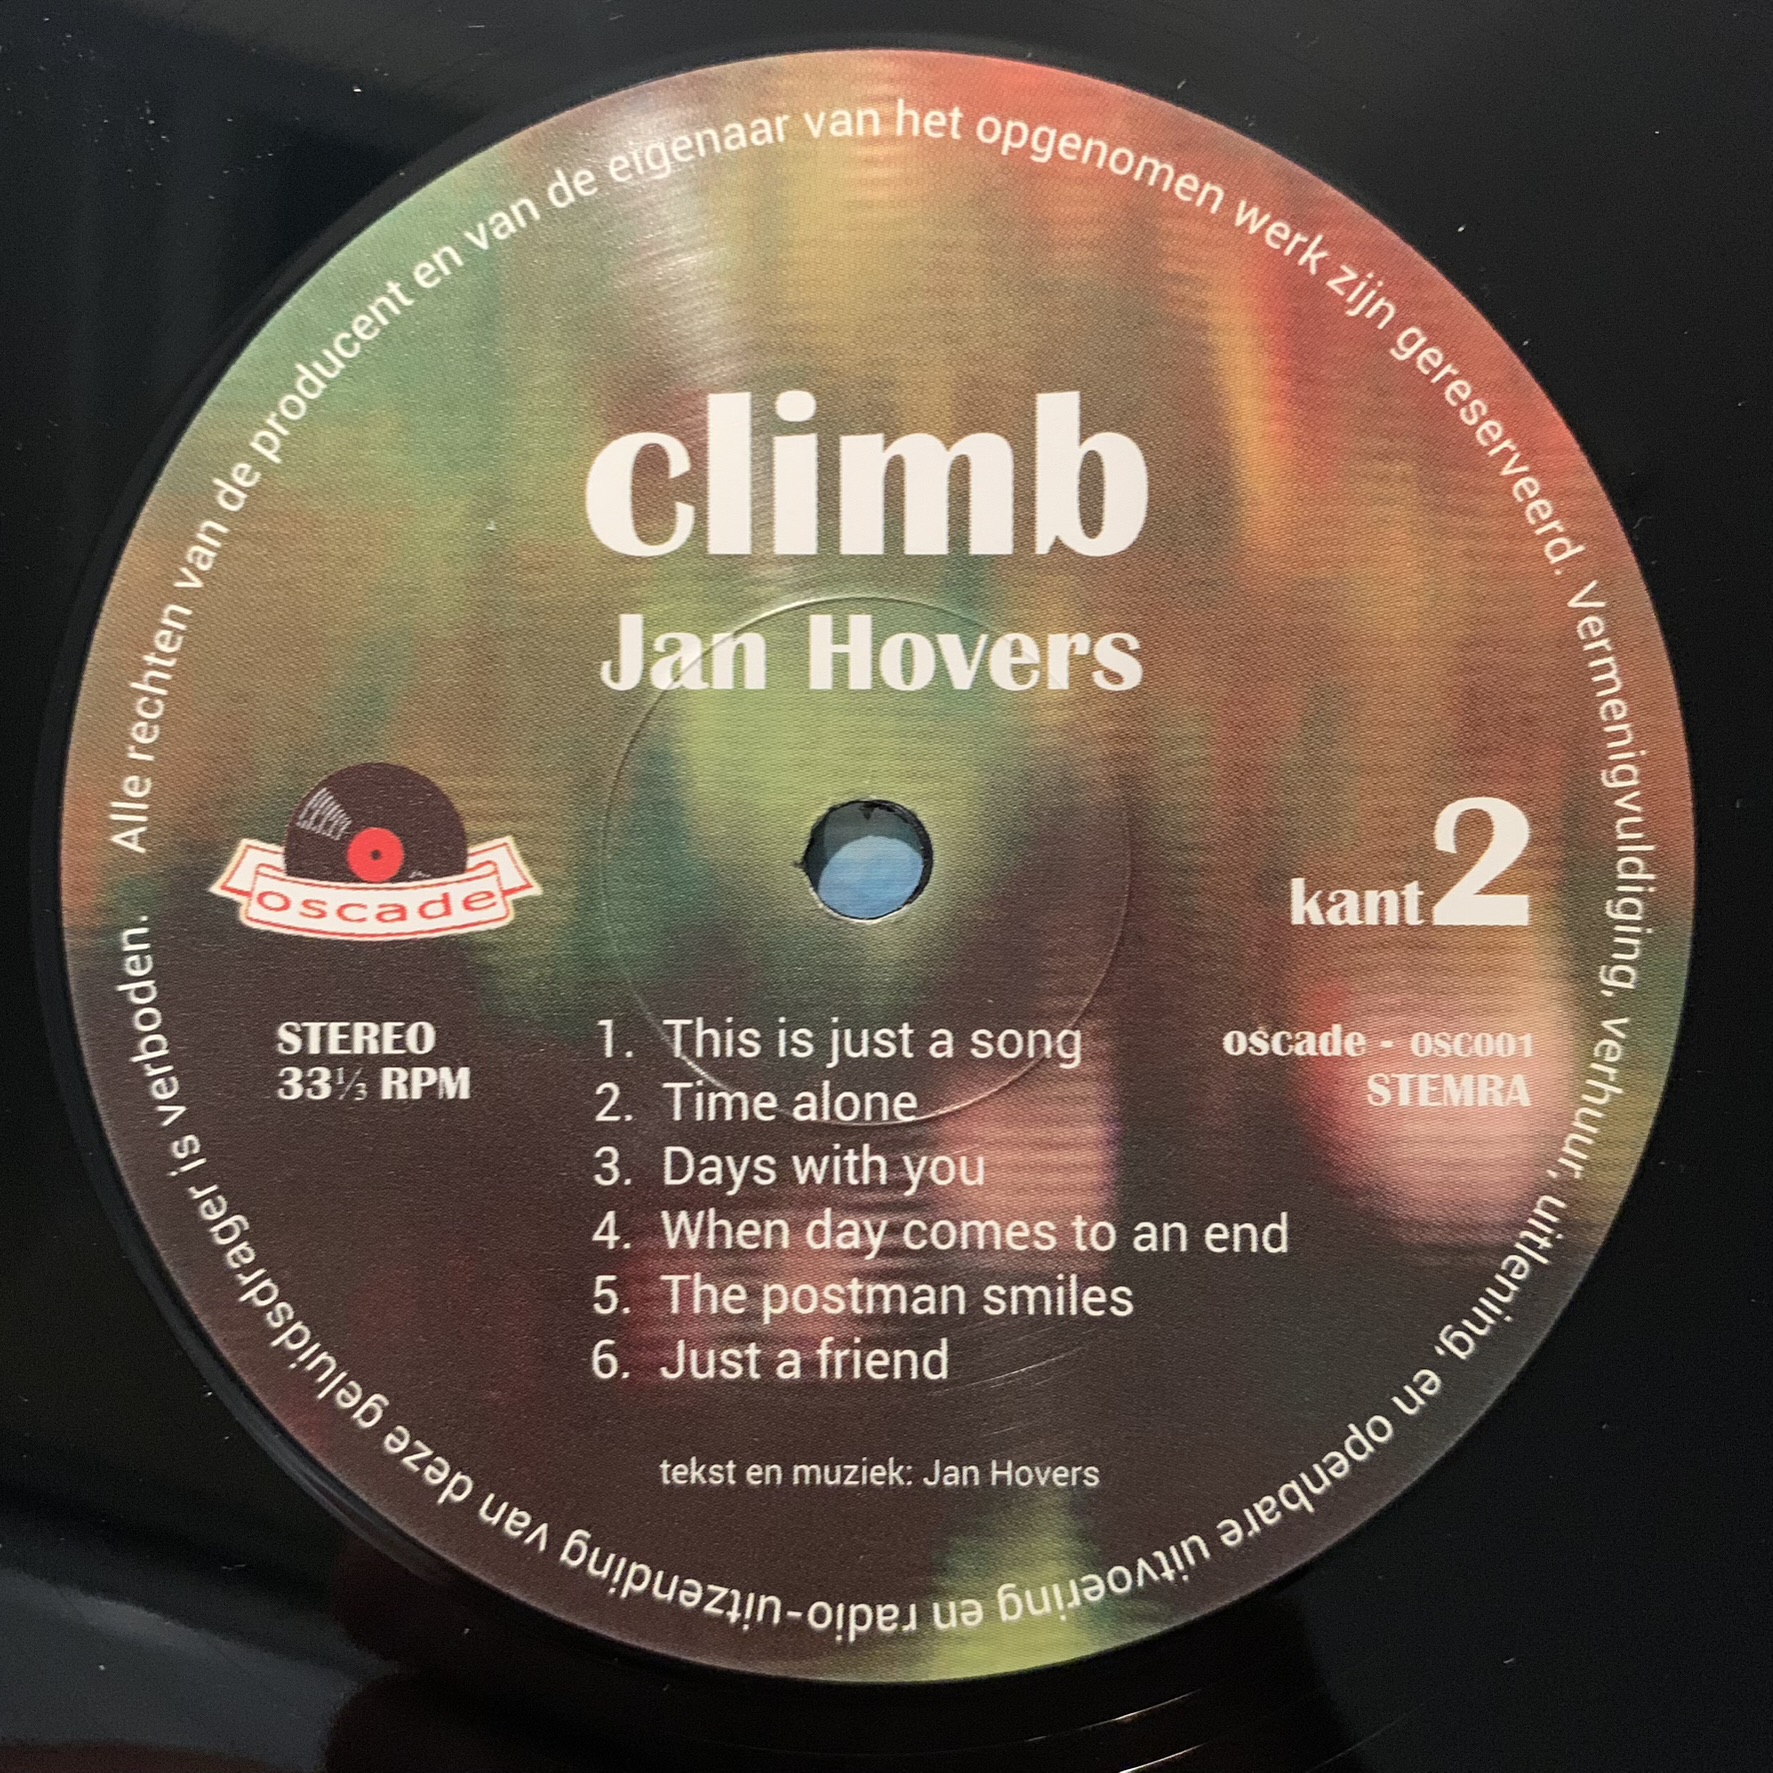 Alle rechten van de producent en van de eigenaar van het opgenomen werk zijn gereserveerd. Vermenigvuldiging, verhuur, uitlening, en openbare uitvoering en radio-uitzending van deze geluidsdrager is verboden.
climb
Jan Hovers
oscade
kant 2
STEREO
33⅓ RPM
oscade - OSC001
STEMRA
1. This is just a song
2. Time alone
3. Days with you
4. When day comes to an end
5. The postman smiles
6. Just a friend
tekst en muziek: Jan Hovers